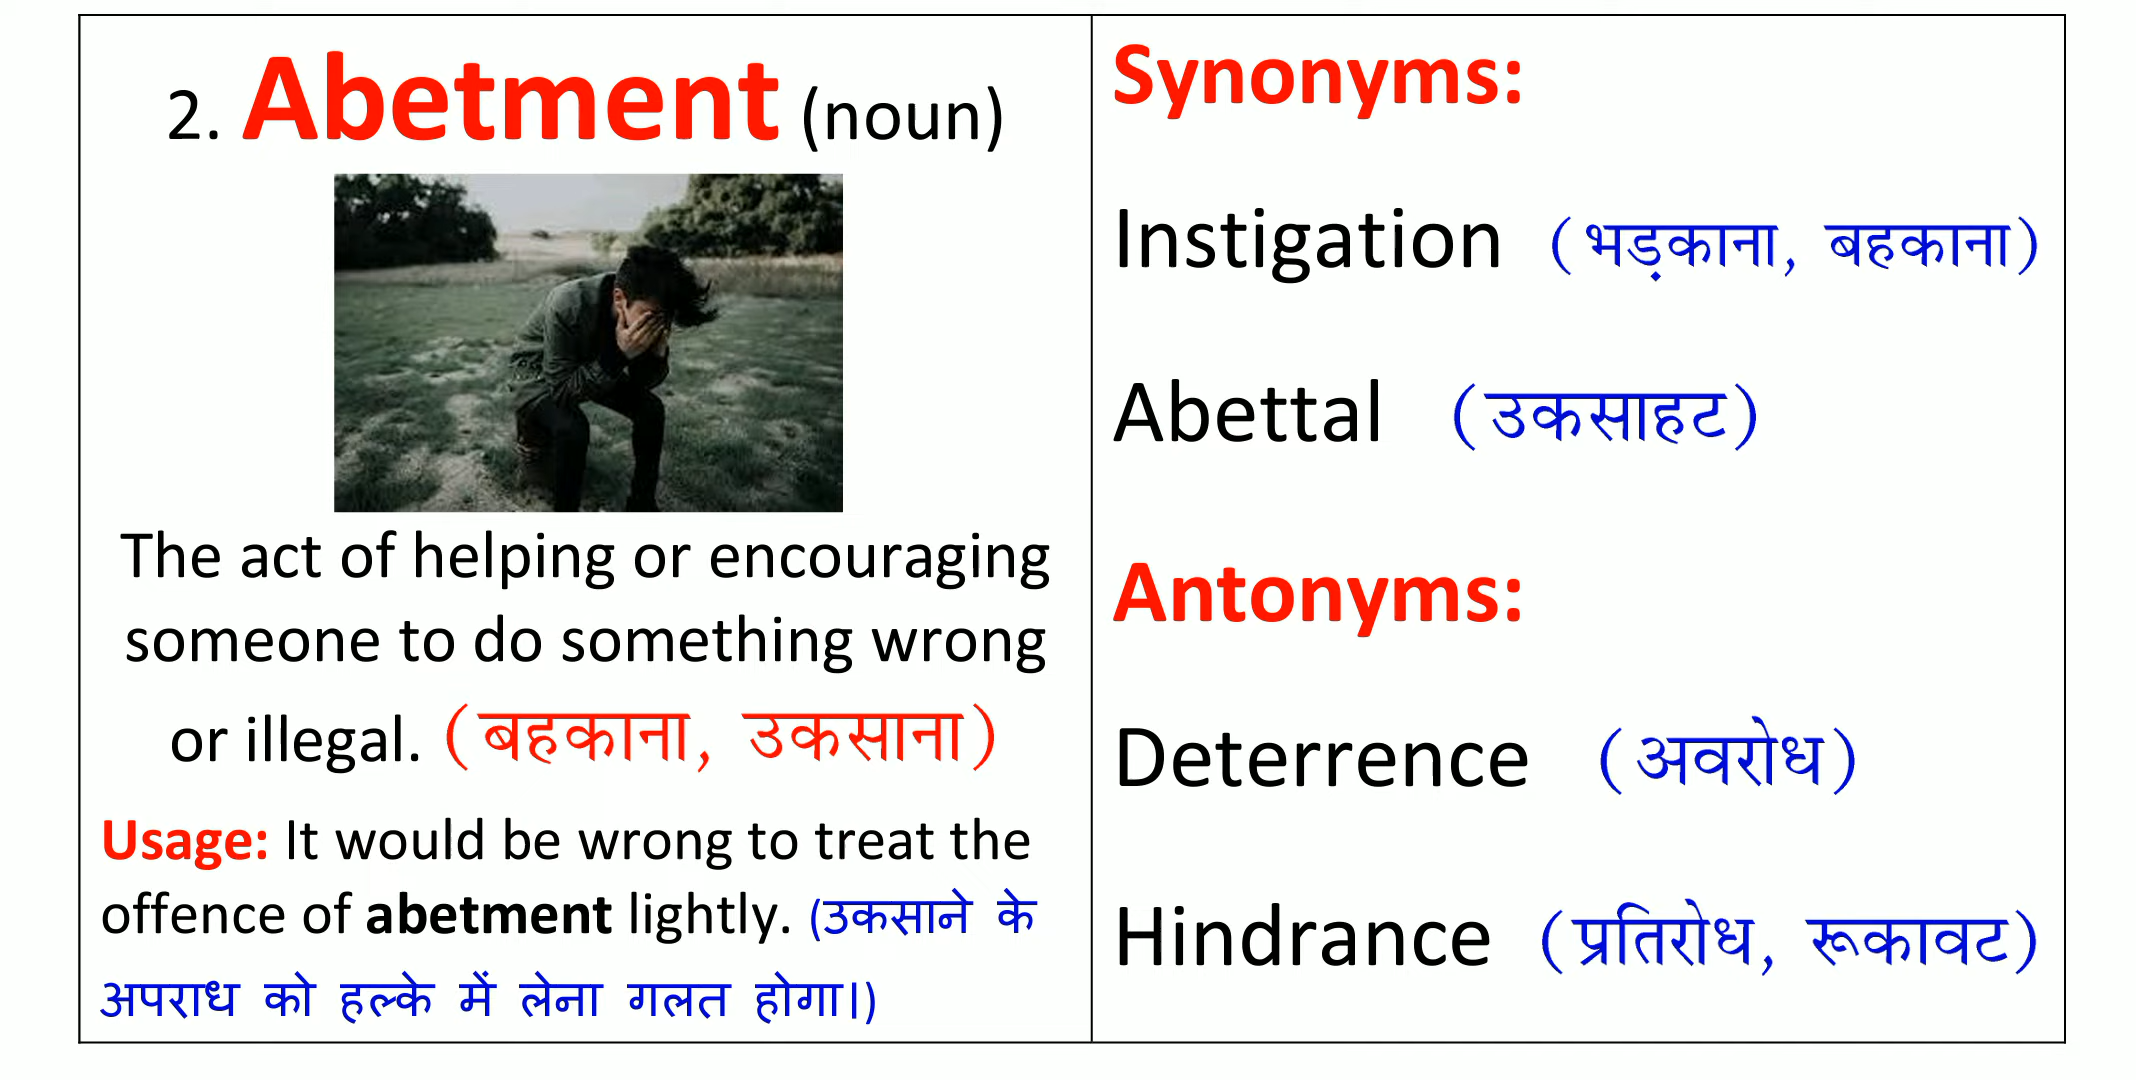 2. Abetment (noun)
The act of helping or encouraging
someone to do something wrong
or illegal. (बहकाना, उकसाना)
Usage: It would be wrong to treat the
offence of abetment lightly. (उकसाने के
अपराध को हल्के में लेना गलत होगा।)
Synonyms:
Instigation (भड़काना, बहकाना)
Abettal (उकसाहट)
Antonyms:
Deterrence (अवरोध)
Hindrance (प्रतिरोध, रूकावट)